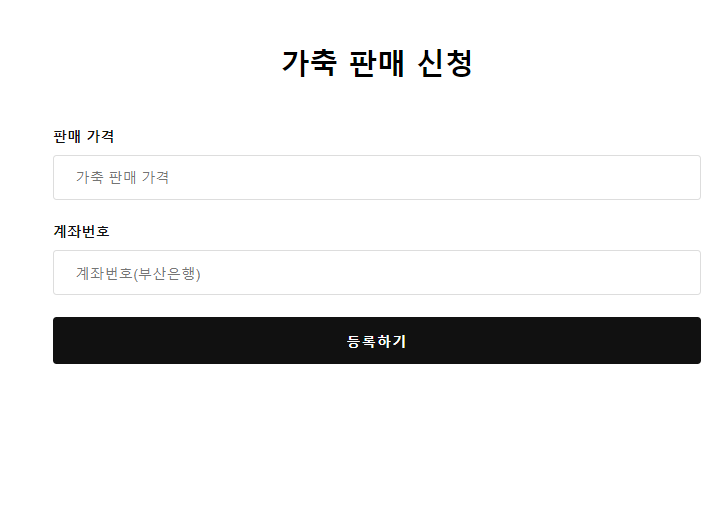 가축 판매 신청
판매 가격
가축 판매 가격
계좌번호
계좌번호(부산은행)
등록하기